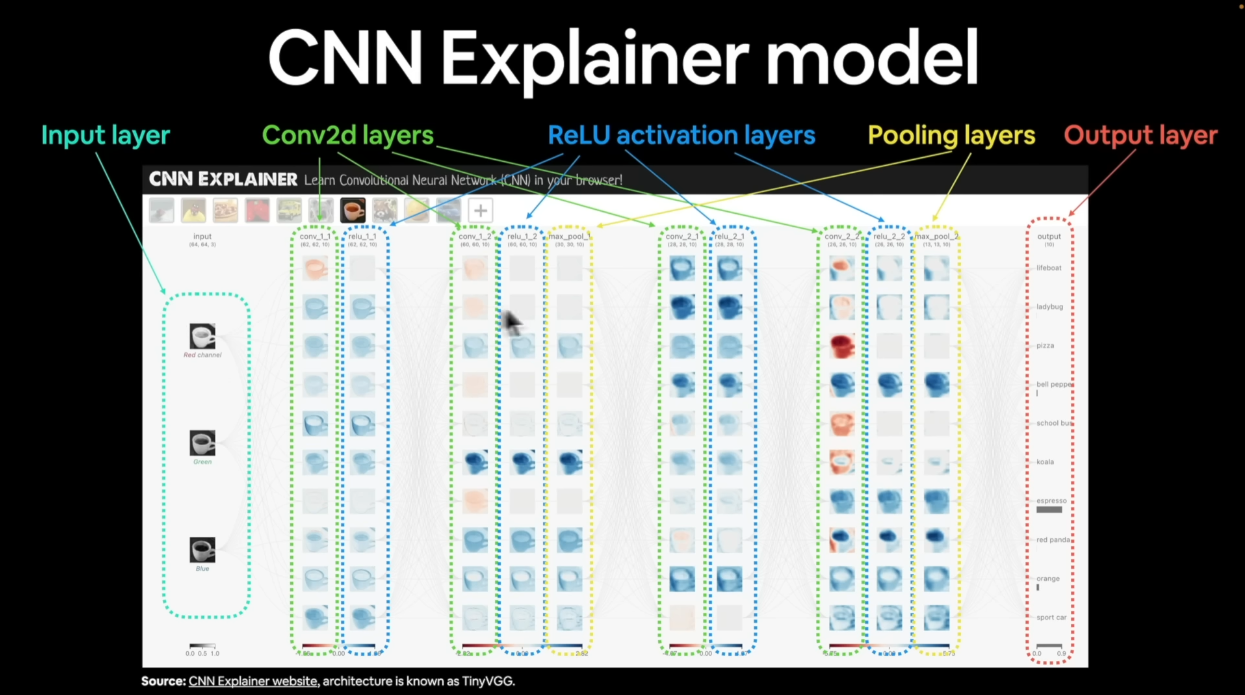 CNN Explainer model
Input layer
Conv2d layers
ReLU activation layers
Pooling layers
Output layer
CNN EXPLAINER Learn Convolutional Neural Network (CNN) in your browser!
input
(64, 64, 3)
conv_1_1
(62, 62, 10)
relu_1_1
(62, 62, 10)
conv_1_2
(60, 60, 10)
relu_1_2
(60, 60, 10)
max_pool_1
(30, 30, 10)
conv_2_1
(28, 28, 10)
relu_2_1
(28, 28, 10)
conv_2_2
(26, 26, 10)
relu_2_2
(26, 26, 10)
max_pool_2
(13, 13, 10)
output
(10)
Red channel
Green
Blue
lifeboat
ladybug
pizza
bell pepper
school bus
koala
espresso
red panda
orange
sport car
0.0 0.5 1.0
0.00
0.00
0.00
0.0
Source: CNN Explainer website, architecture is known as TinyVGG.